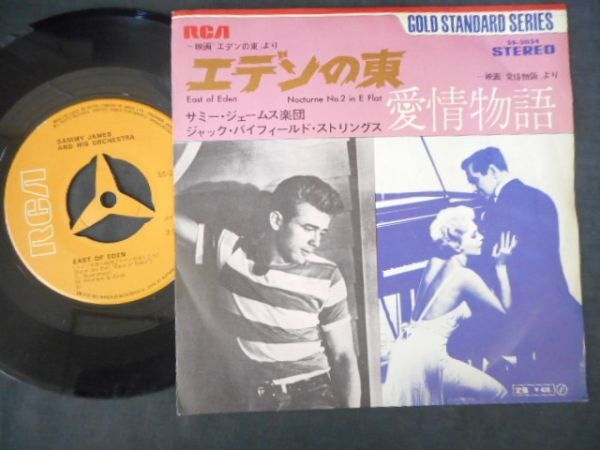 RCA
GOLD STANDARD SERIES
SS-2034
STEREO
~映画 "エデンの東" より
エデンの東
East of Eden
Nocturne No.2 in E Flat
~映画 "愛情物語" より
愛情物語
サミー・ジェームス楽団
ジャック・バイフィールド・ストリングス
SAMMY JAMES
AND HIS ORCHESTRA
RCA
EAST OF EDEN
定価 ¥400